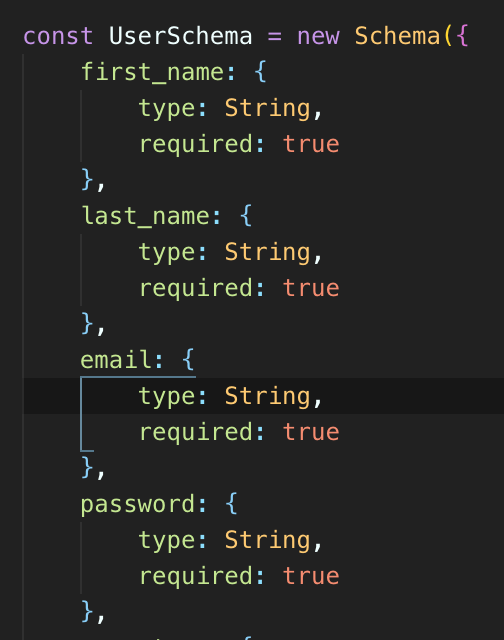 const UserSchema = new Schema({
    first_name: {
        type: String,
        required: true
    },
    last_name: {
        type: String,
        required: true
    },
    email: {
        type: String,
        required: true
    },
    password: {
        type: String,
        required: true
    },